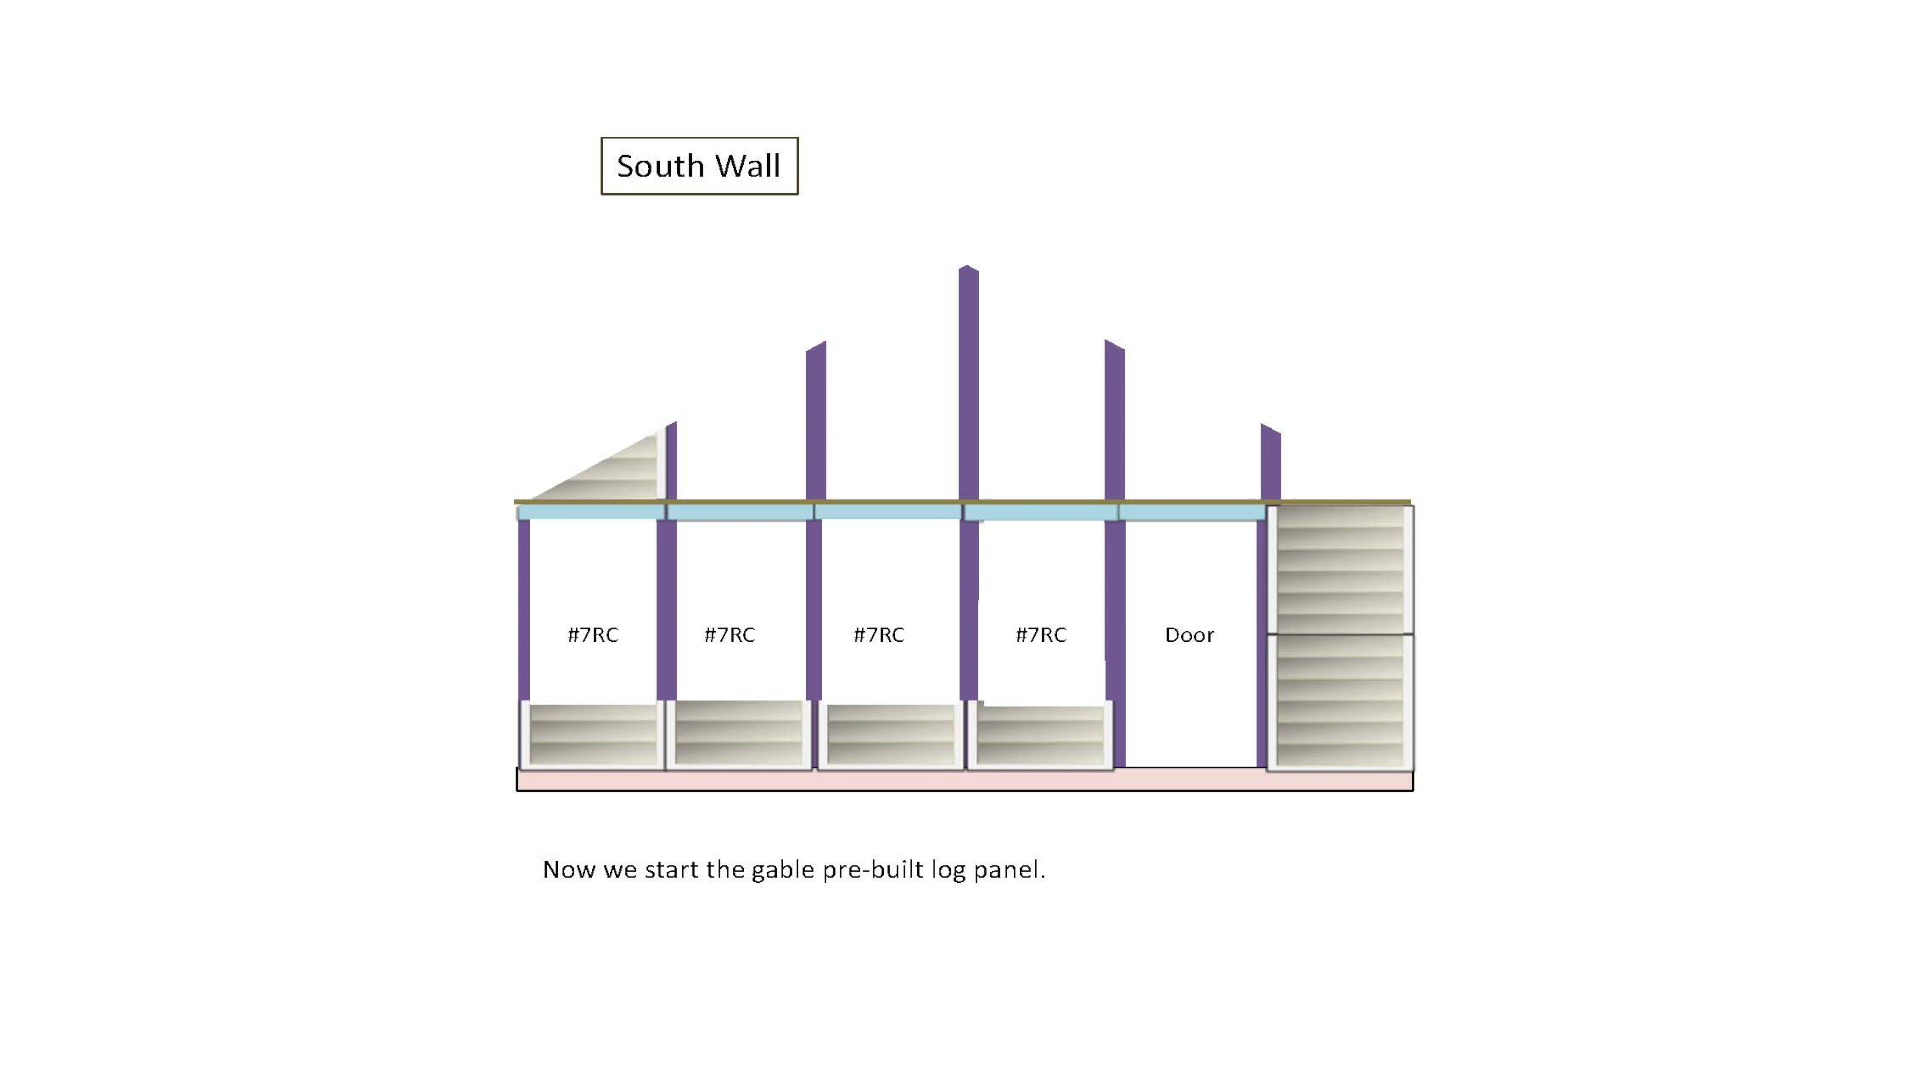 South Wall
#7RC #7RC #7RC #7RC Door
Now we start the gable pre-built log panel.